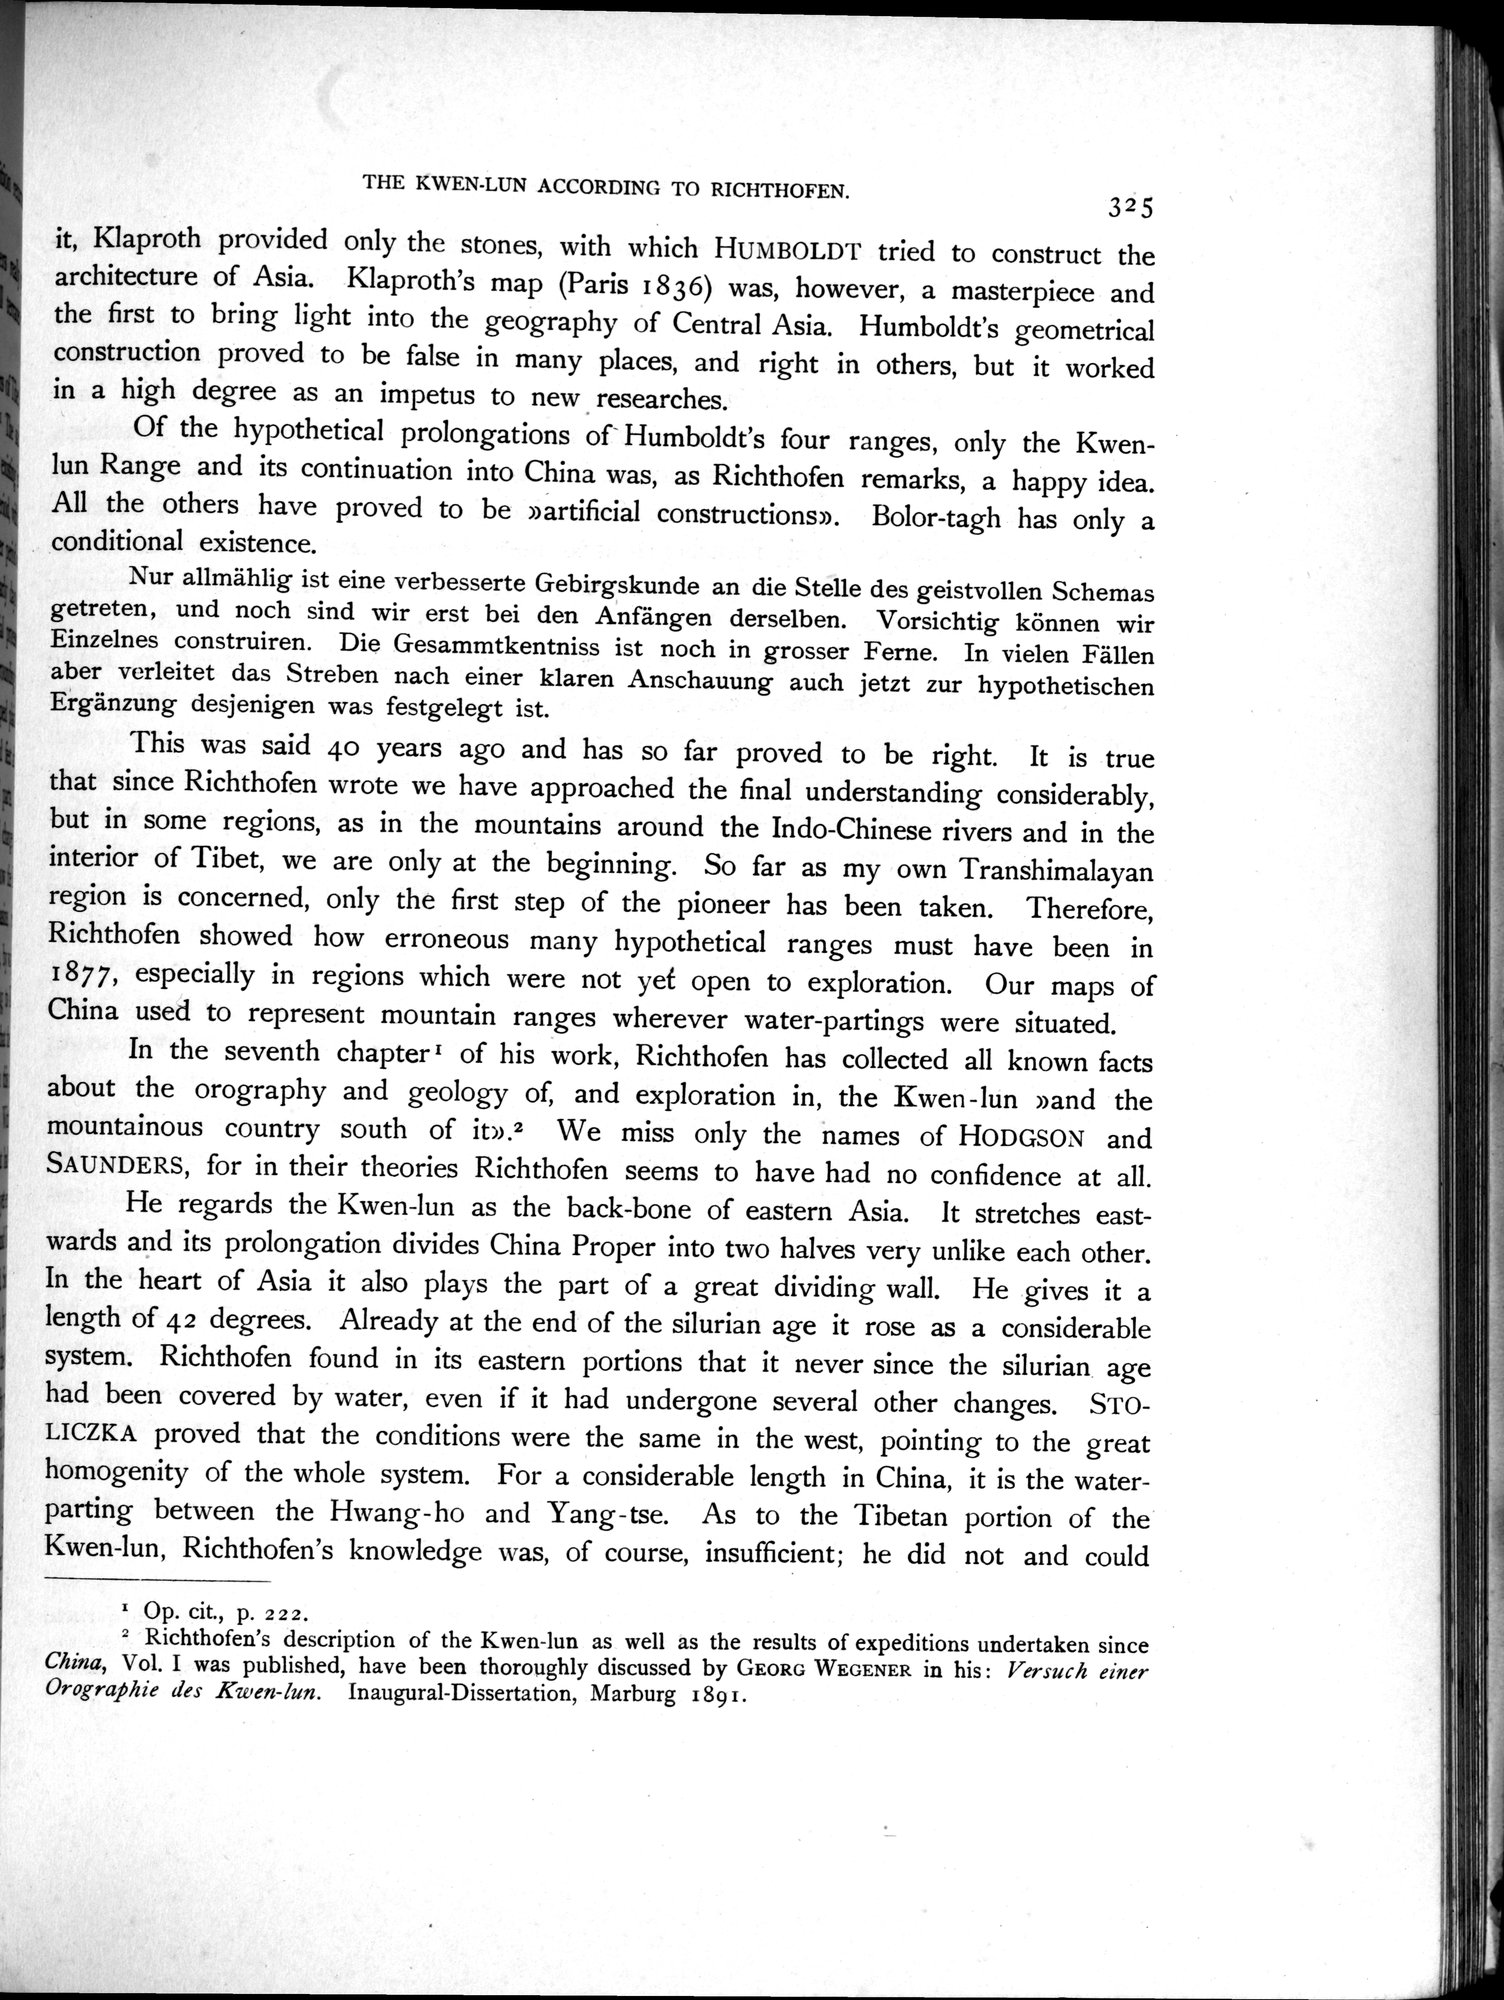 THE KWEN-LUN ACCORDING TO RICHTHOFEN.
325
it, Klaproth provided only the stones, with which HUMBOLDT tried to construct the
architecture of Asia. Klaproth's map (Paris 1836) was, however, a masterpiece and
the first to bring light into the geography of Central Asia. Humboldt's geometrical
construction proved to be false in many places, and right in others, but it worked
in a high degree as an impetus to new researches.
Of the hypothetical prolongations of Humboldt's four ranges, only the Kwen-
lun Range and its continuation into China was, as Richthofen remarks, a happy idea.
All the others have proved to be »artificial constructions». Bolor-tagh has only a
conditional existence.
Nur allmählig ist eine verbesserte Gebirgskunde an die Stelle des geistvollen Schemas
getreten, und noch sind wir erst bei den Anfängen derselben. Vorsichtig können wir
Einzelnes construiren. Die Gesammtkentniss ist noch in grosser Ferne. In vielen Fällen
aber verleitet das Streben nach einer klaren Anschauung auch jetzt zur hypothetischen
Ergänzung desjenigen was festgelegt ist.
This was said 40 years ago and has so far proved to be right. It is true
that since Richthofen wrote we have approached the final understanding considerably,
but in some regions, as in the mountains around the Indo-Chinese rivers and in the
interior of Tibet, we are only at the beginning. So far as my own Transhimalayan
region is concerned, only the first step of the pioneer has been taken. Therefore,
Richthofen showed how erroneous many hypothetical ranges must have been in
1877, especially in regions which were not yet open to exploration. Our maps of
China used to represent mountain ranges wherever water-partings were situated.
In the seventh chapter¹ of his work, Richthofen has collected all known facts
about the orography and geology of, and exploration in, the Kwen-lun »and the
mountainous country south of it».² We miss only the names of HODGSON and
SAUNDERS, for in their theories Richthofen seems to have had no confidence at all.
He regards the Kwen-lun as the back-bone of eastern Asia. It stretches east-
wards and its prolongation divides China Proper into two halves very unlike each other.
In the heart of Asia it also plays the part of a great dividing wall. He gives it a
length of 42 degrees. Already at the end of the silurian age it rose as a considerable
system. Richthofen found in its eastern portions that it never since the silurian age
had been covered by water, even if it had undergone several other changes. STO-
LICZKA proved that the conditions were the same in the west, pointing to the great
homogenity of the whole system. For a considerable length in China, it is the water-
parting between the Hwang-ho and Yang-tse. As to the Tibetan portion of the
Kwen-lun, Richthofen's knowledge was, of course, insufficient; he did not and could
¹ Op. cit., p. 222.
² Richthofen's description of the Kwen-lun as well as the results of expeditions undertaken since
China, Vol. I was published, have been thoroughly discussed by GEORG WEGENER in his: Versuch einer
Orographie des Kwen-lun. Inaugural-Dissertation, Marburg 1891.